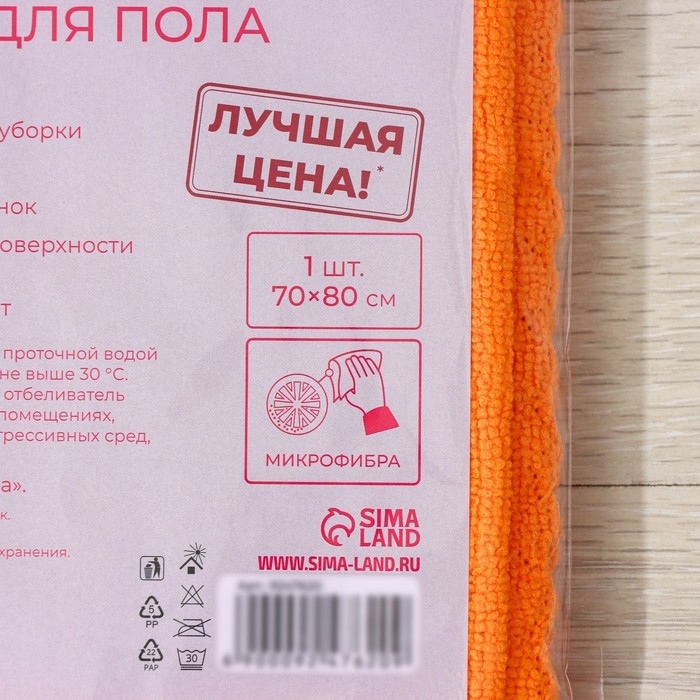 ДЛЯ ПОЛА
уборки
ЛУЧШАЯ
ЦЕНА!*
нок
оверхности
1 шт.
70×80 см
т
проточной водой
не выше 30 °C.
отбеливатель
помещениях,
грессивных сред,
МИКРОФИБРА
а».
к.
хранения.
SIMA
LAND
WWW.SIMA-LAND.RU
5
PP
22
PAP
30